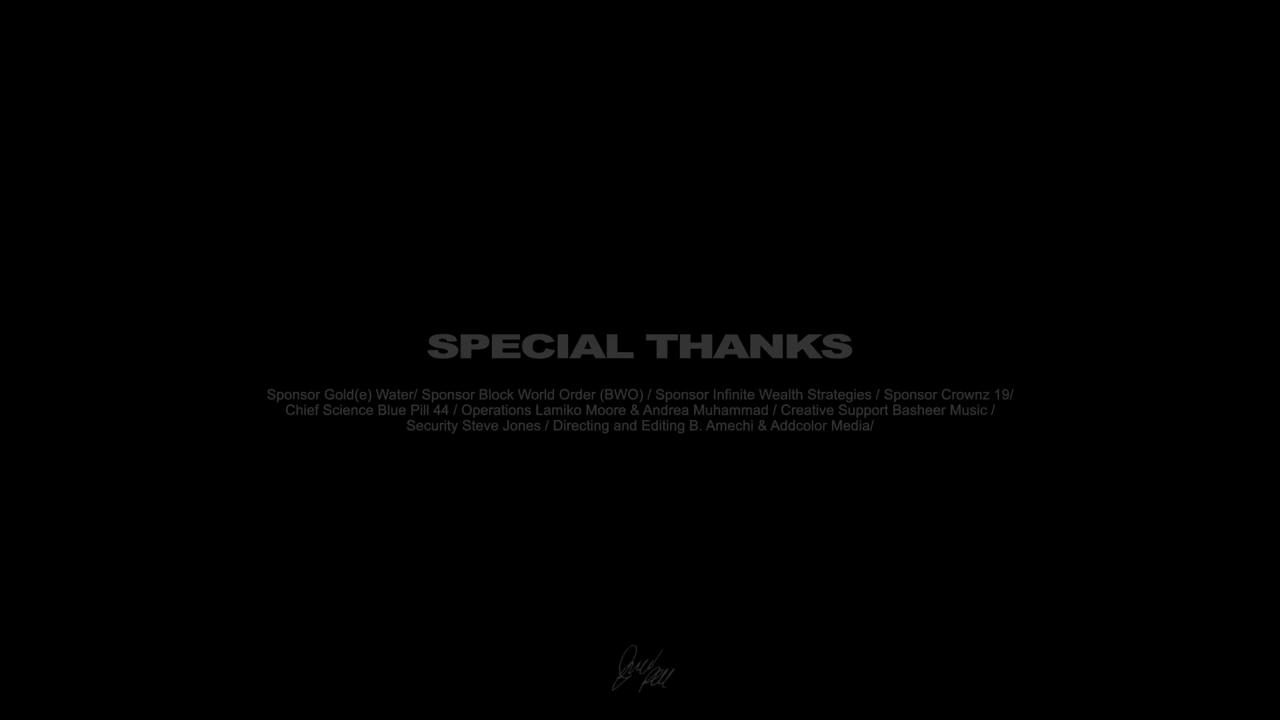 SPECIAL THANKS
Sponsor Gold(e) Water/ Sponsor Block World Order (BWO) / Sponsor Infinite Wealth Strategies / Sponsor Crownz 19/
Chief Science Blue Pill 44 / Operations Lamiko Moore & Andrea Muhammad / Creative Support Basheer Music /
Security Steve Jones / Directing and Editing B. Amechi & Addcolor Media/